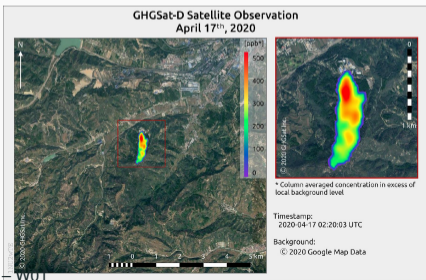 GHGSat-D Satellite Observation
April 17th, 2020
N
[ppb*]
500
400
300
200
100
0
1 0 1 2 3 4 5 km
© 2020 GHGSat Inc.
0
1 km
© 2020 GHGSat Inc.
* Column averaged concentration in excess of
local background level
Timestamp:
2020-04-17 02:20:03 UTC
Background:
© 2020 Google Map Data